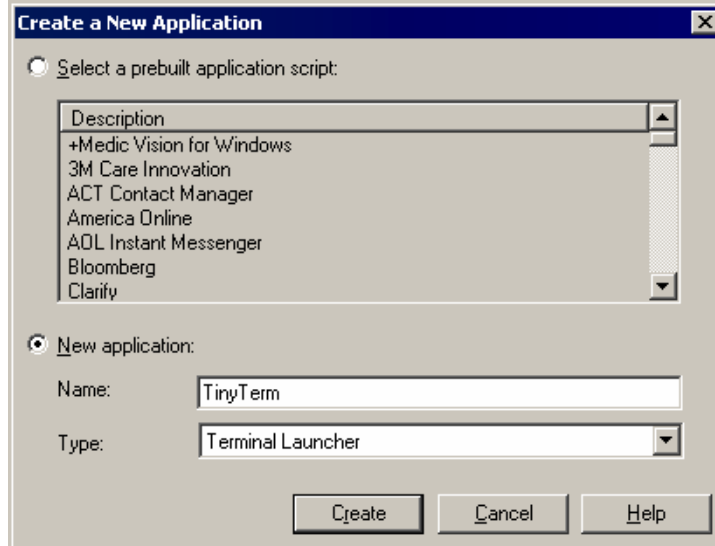 Create a New Application
Select a prebuilt application script:
Description
+Medic Vision for Windows
3M Care Innovation
ACT Contact Manager
America Online
AOL Instant Messenger
Bloomberg
Clarify
New application:
Name: TinyTerm
Type: Terminal Launcher
Create Cancel Help